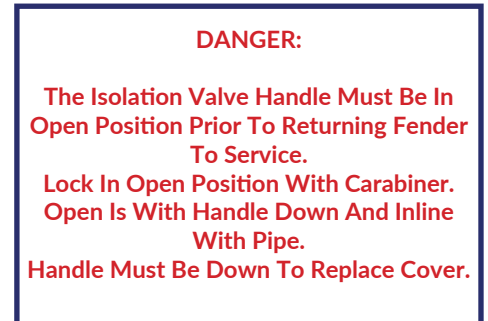 DANGER:
The Isolation Valve Handle Must Be In
Open Position Prior To Returning Fender
To Service.
Lock In Open Position With Carabiner.
Open Is With Handle Down And Inline
With Pipe.
Handle Must Be Down To Replace Cover.